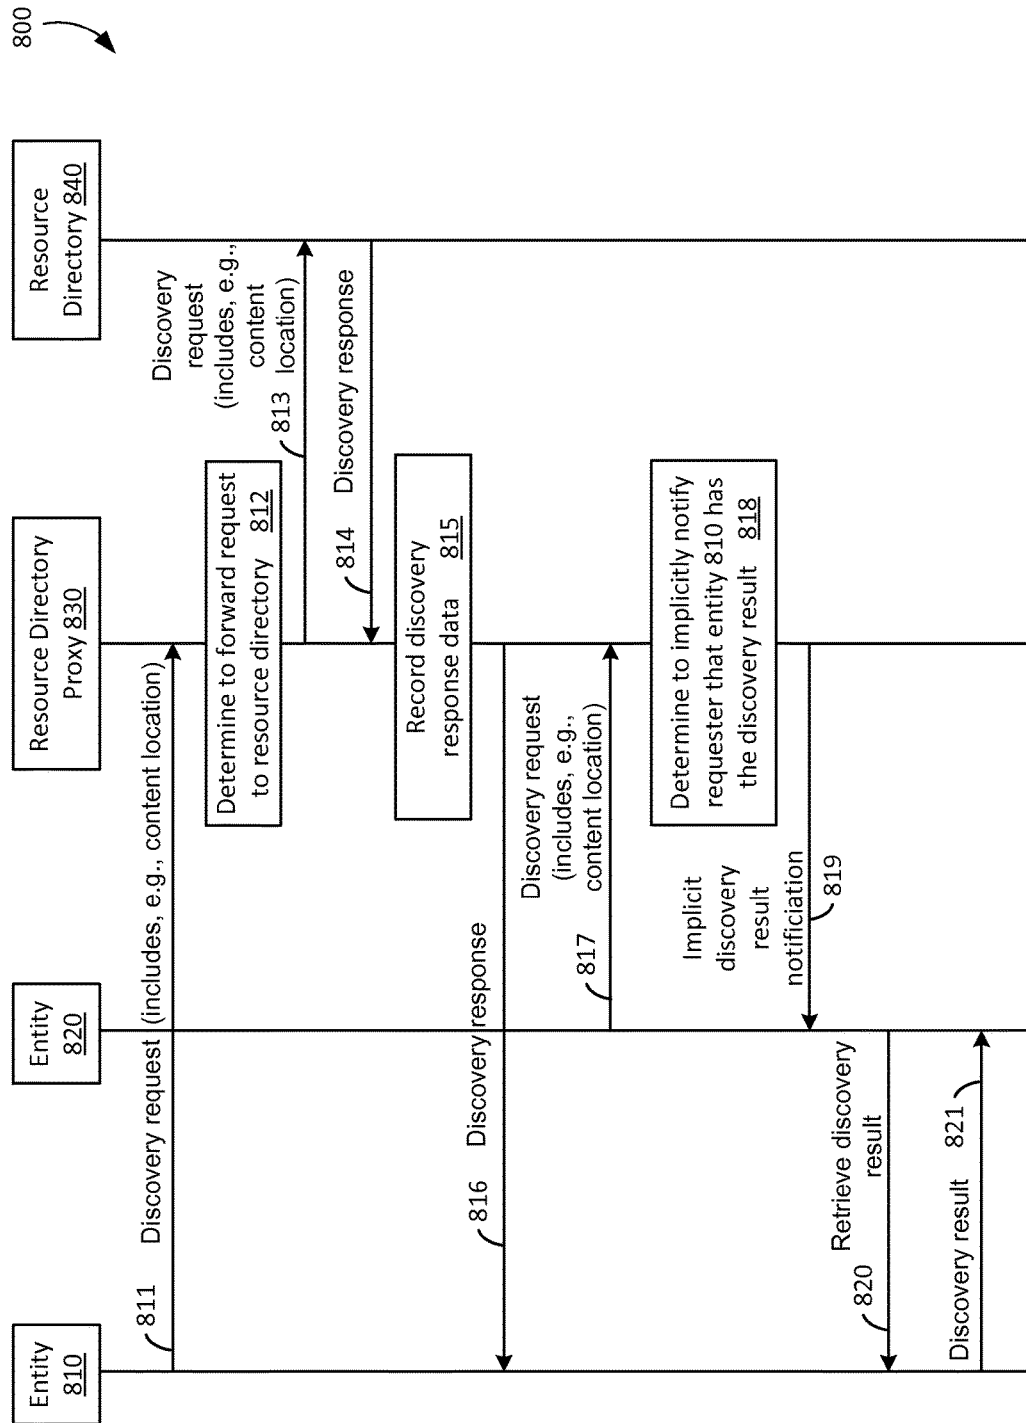 800
Entity
810
Entity
820
Resource Directory
Proxy 830
Resource
Directory 840
811
Discovery request (includes, e.g., content location)
Determine to forward request
to resource directory 812
Discovery
request
(includes, e.g.,
content
location)
813
814
Discovery response
Record discovery
response data 815
816
Discovery response
Discovery request
(includes, e.g.,
content location)
817
Determine to implicitly notify
requester that entity 810 has
the discovery result 818
Implicit
discovery
result
notificiation
819
Retrieve discovery
result
820
Discovery result 821